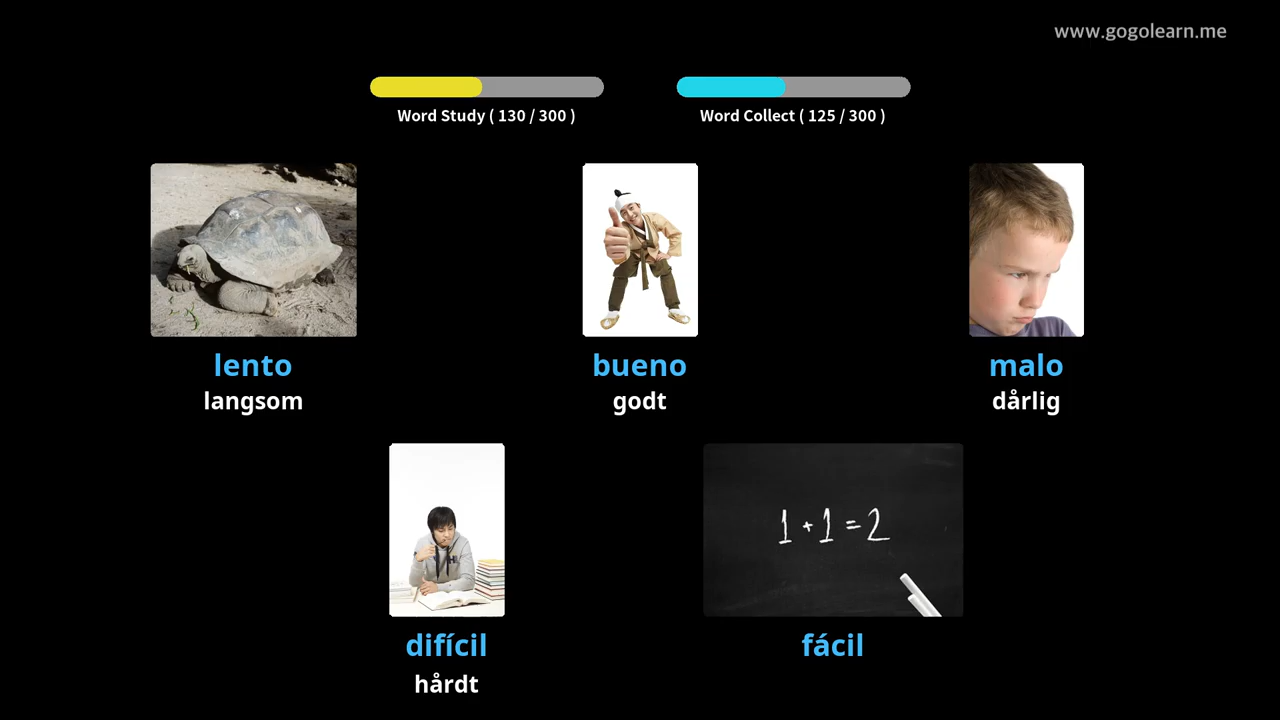 www.gogolearn.me
Word Study ( 130 / 300 )
Word Collect ( 125 / 300 )
lento
langsom
bueno
godt
malo
dårlig
1 + 1 = 2
difícil
hårdt
fácil